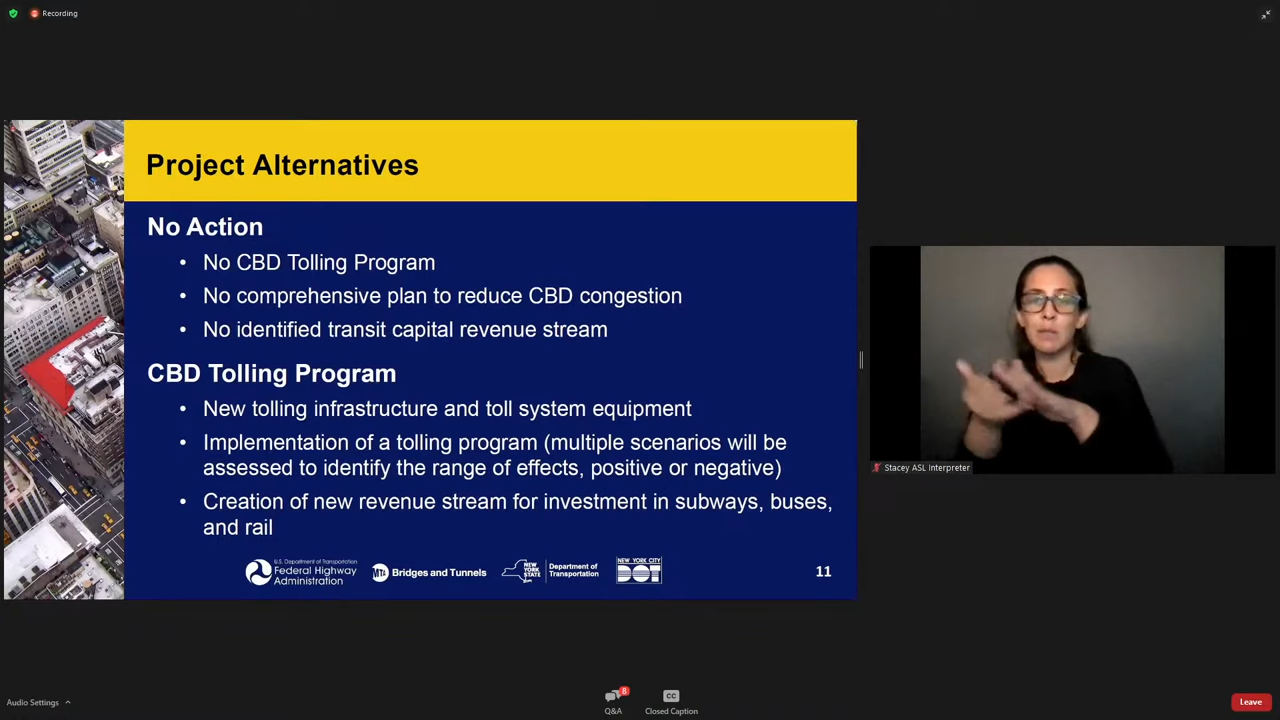 Recording
Project Alternatives
No Action
• No CBD Tolling Program
• No comprehensive plan to reduce CBD congestion
• No identified transit capital revenue stream
CBD Tolling Program
• New tolling infrastructure and toll system equipment
• Implementation of a tolling program (multiple scenarios will be
assessed to identify the range of effects, positive or negative)
• Creation of new revenue stream for investment in subways, buses,
and rail
U.S. Department of Transportation
Federal Highway
Administration
MTA Bridges and Tunnels
NEW YORK STATE
Department of
Transportation
NEW YORK CITY
DOT
11
Stacey ASL Interpreter
Audio Settings
8
Q&A
CC
Closed Caption
Leave